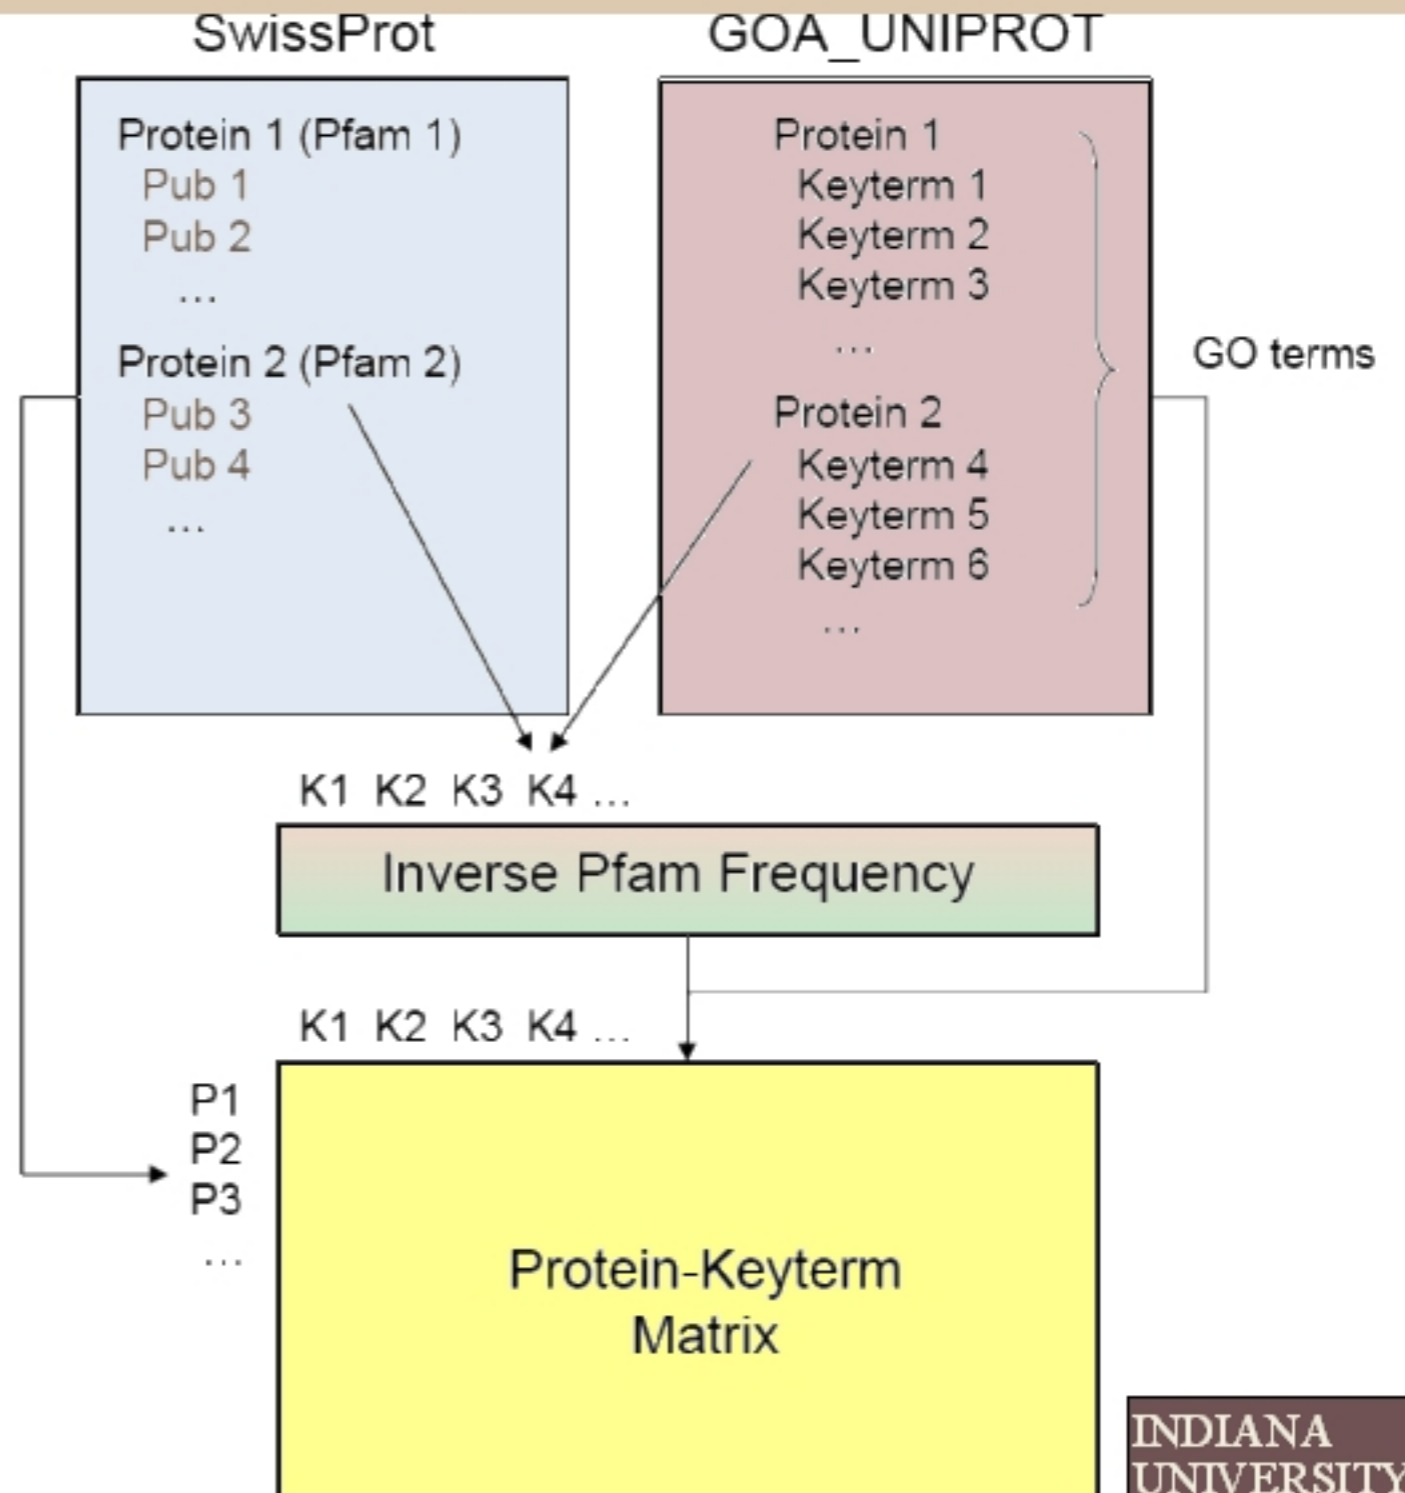 SwissProt
GOA_UNIPROT
Protein 1 (Pfam 1)
Pub 1
Pub 2
...
Protein 2 (Pfam 2)
Pub 3
Pub 4
...
Protein 1
Keyterm 1
Keyterm 2
Keyterm 3
...
Protein 2
Keyterm 4
Keyterm 5
Keyterm 6
...
GO terms
K1 K2 K3 K4 ...
Inverse Pfam Frequency
K1 K2 K3 K4 ...
P1
P2
P3
...
Protein-Keyterm
Matrix
INDIANA
UNIVERSITY